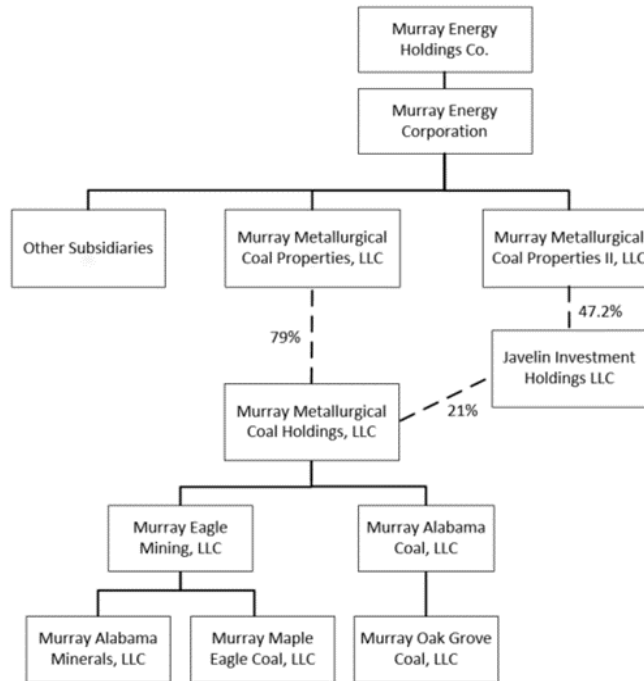 Murray Energy
Holdings Co.
Murray Energy
Corporation
Other Subsidiaries
Murray Metallurgical
Coal Properties, LLC
Murray Metallurgical
Coal Properties II, LLC
47.2%
79%
Javelin Investment
Holdings LLC
21%
Murray Metallurgical
Coal Holdings, LLC
Murray Eagle
Mining, LLC
Murray Alabama
Coal, LLC
Murray Alabama
Minerals, LLC
Murray Maple
Eagle Coal, LLC
Murray Oak Grove
Coal, LLC